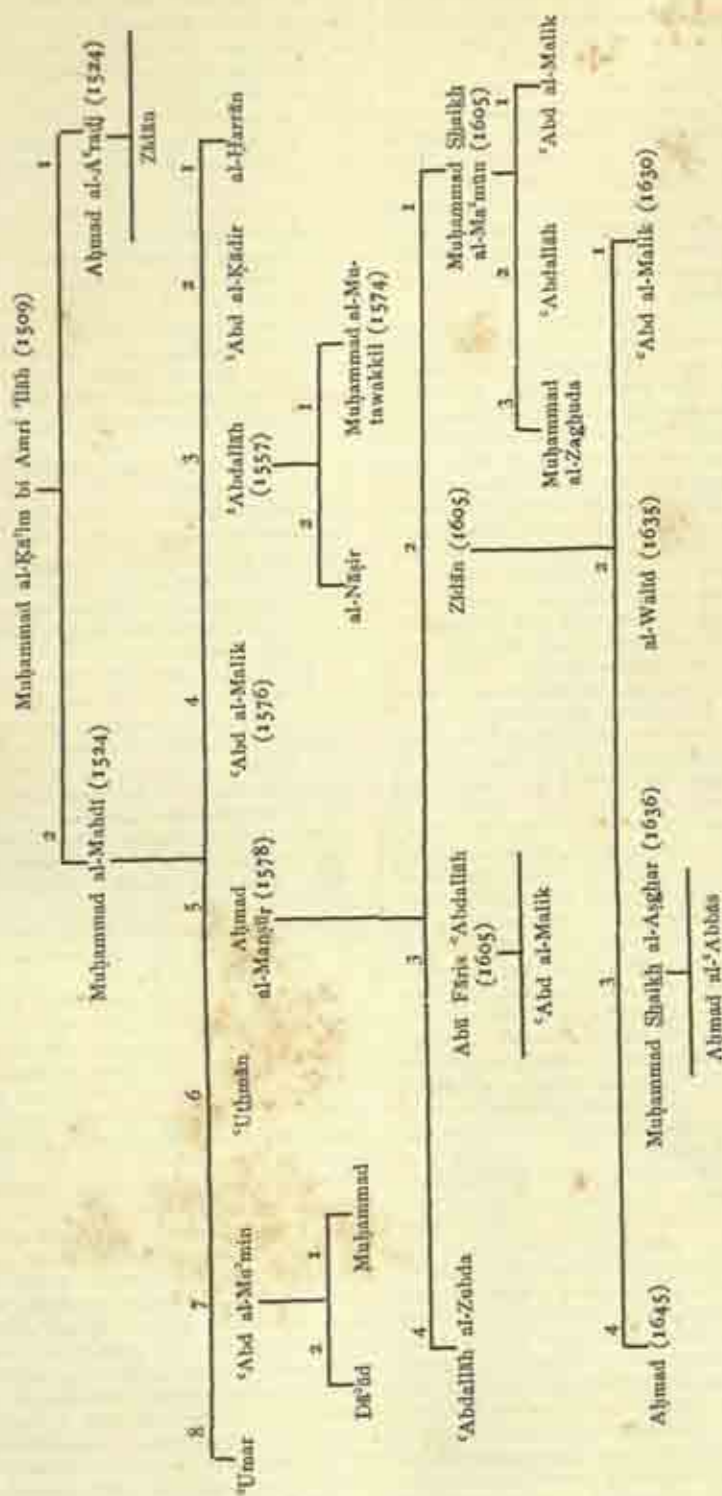 Muḥammad al-Ḳāʾim bi Amri ʾllāh (1509)
2 1
Muḥammad al-Mahdī (1524) Aḥmad al-Aʿradj (1524)
Zīdān
8 7 6 5 4 3 2 1
ʿUmar ʿAbd al-Maʾmin ʿUthmān Aḥmad ʿAbd al-Malik ʿAbdallāh ʿAbd al-Ḳādir al-Ḥarrān
al-Manṣūr (1578) (1576) (1557)
2 1 2 1
Dāʾūd Muḥammad al-Nāṣir Muḥammad al-Mu-
tawakkil (1574)
4 3 2 1
ʿAbdallāh al-Zubda Abū Fāris ʿAbdallāh Zīdān (1605) Muḥammad Shaikh
(1605) al-Maʾmūn (1605)
3 2 1
ʿAbd al-Malik Muḥammad ʿAbdallāh ʿAbd al-Malik
al-Zaghuda
4 3 2 1
Aḥmad (1645) Muḥammad Shaikh al-Aṣghar (1636) al-Walīd (1635) ʿAbd al-Malik (1630)
Aḥmad al-ʿAbbās